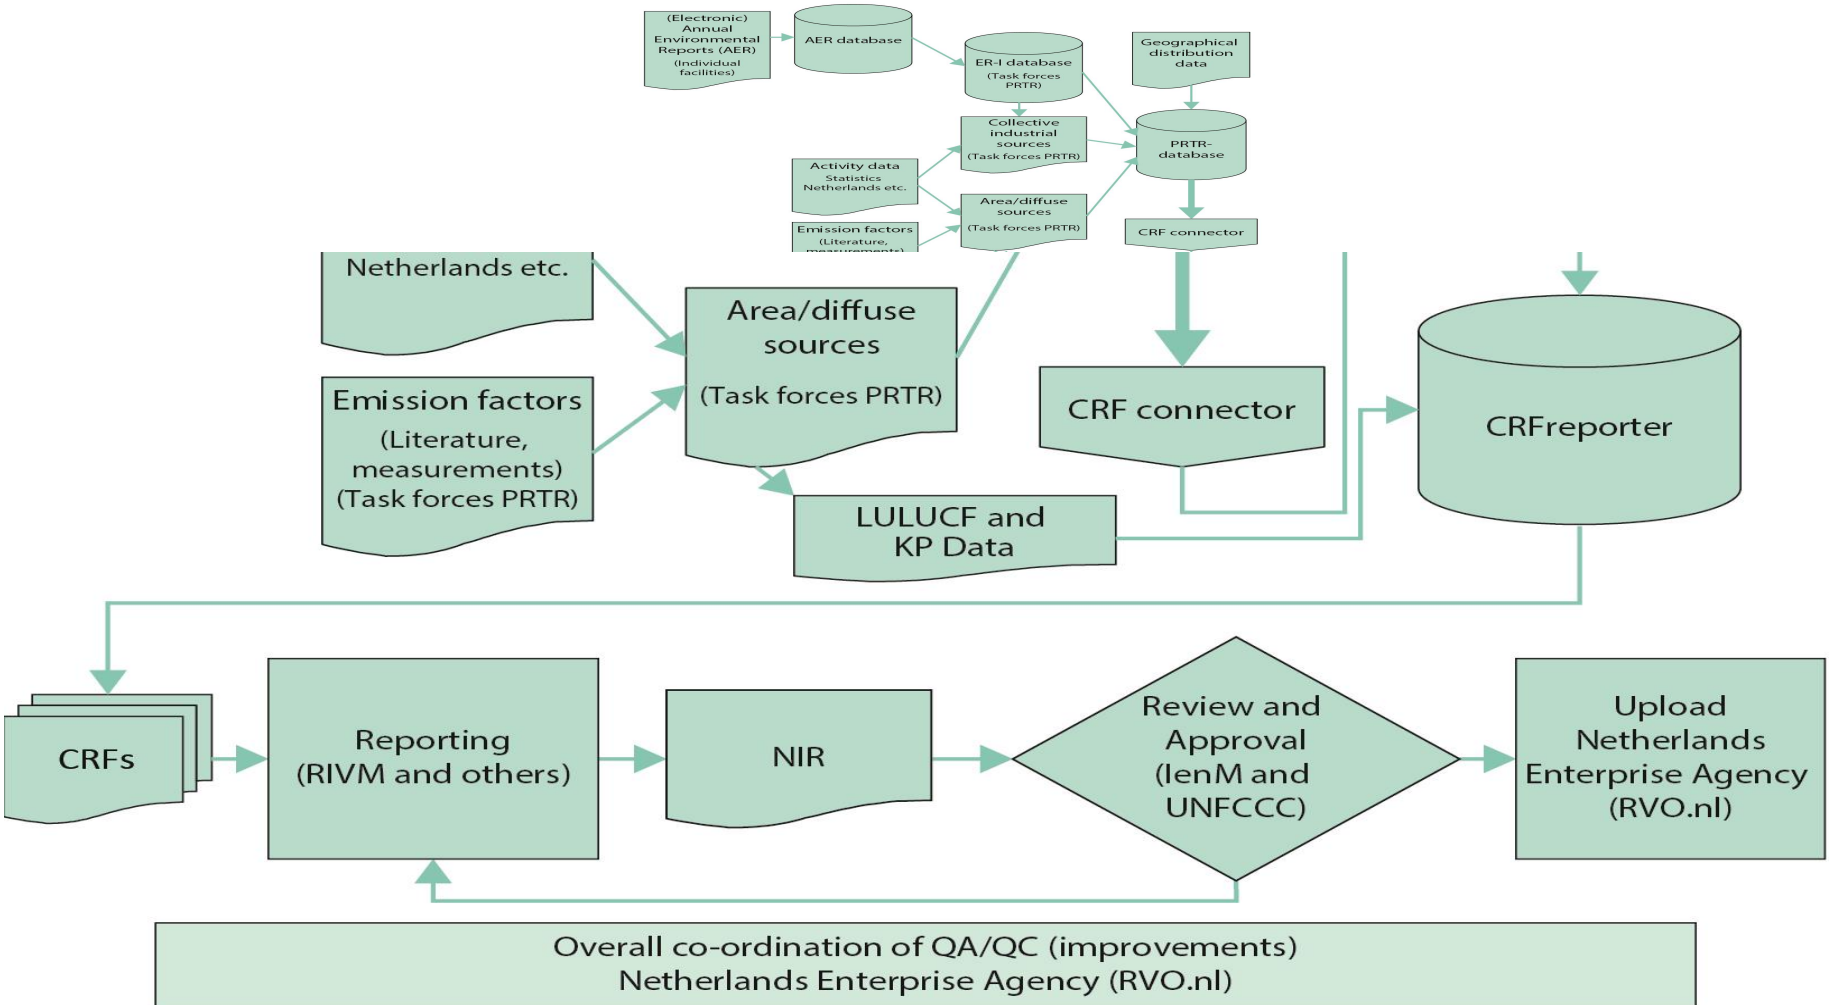 (Electronic)
Annual
Environmental
Reports (AER)
(Individual
facilities)
AER database
ER-I database
(Task forces
PRTR)
Geographical
distribution
data
Collective
industrial
sources
(Task forces PRTR)
PRTR-
database
Activity data
Statistics
Netherlands etc.
Area/diffuse
sources
(Task forces PRTR)
Emission factors
(Literature,
measurements)
CRF connector
Netherlands etc.
Area/diffuse
sources
(Task forces PRTR)
Emission factors
(Literature,
measurements)
(Task forces PRTR)
CRF connector
CRFreporter
LULUCF and
KP Data
CRFs
Reporting
(RIVM and others)
NIR
Review and
Approval
(IenM and
UNFCCC)
Upload
Netherlands
Enterprise Agency
(RVO.nl)
Overall co-ordination of QA/QC (improvements)
Netherlands Enterprise Agency (RVO.nl)